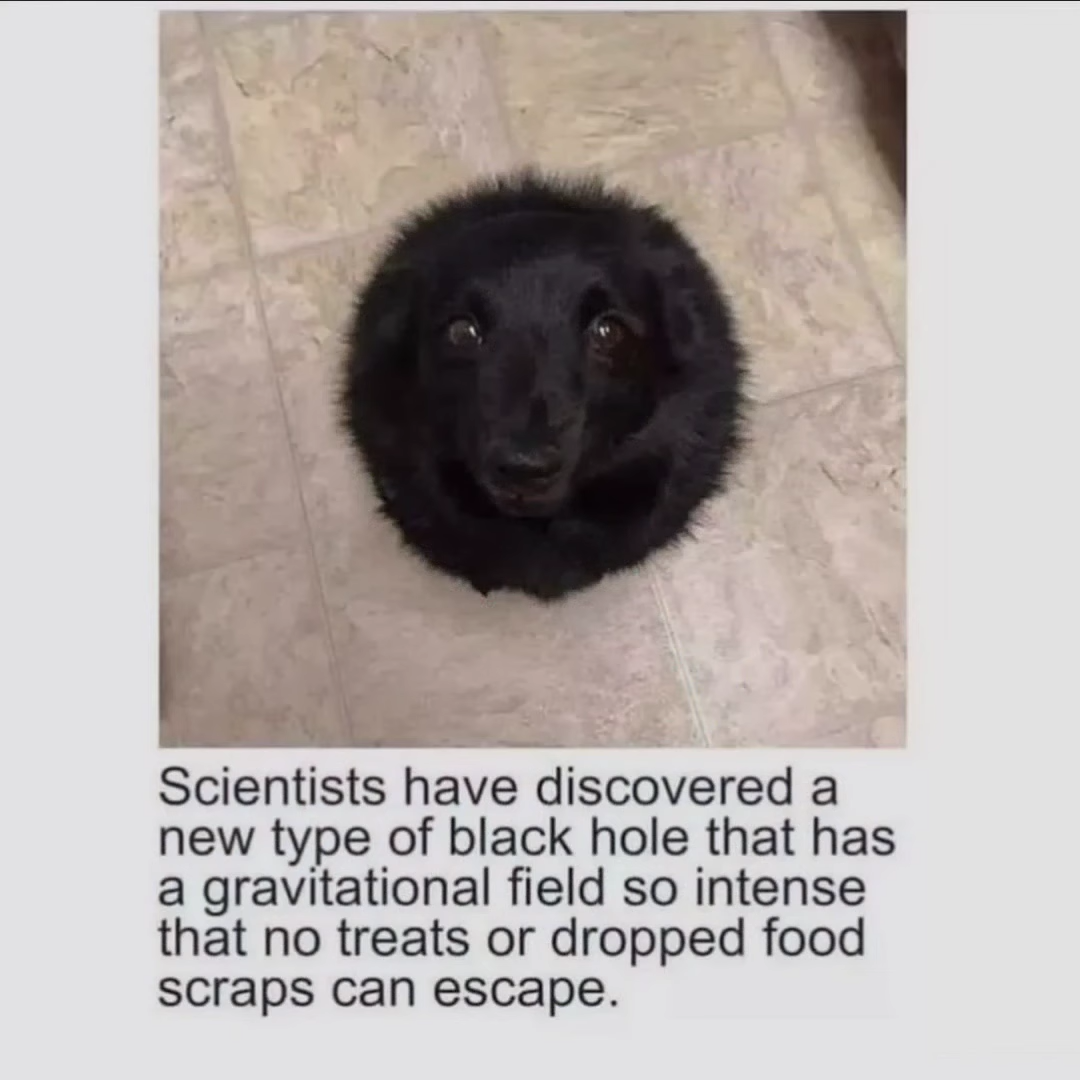 Scientists have discovered a
new type of black hole that has
a gravitational field so intense
that no treats or dropped food
scraps can escape.